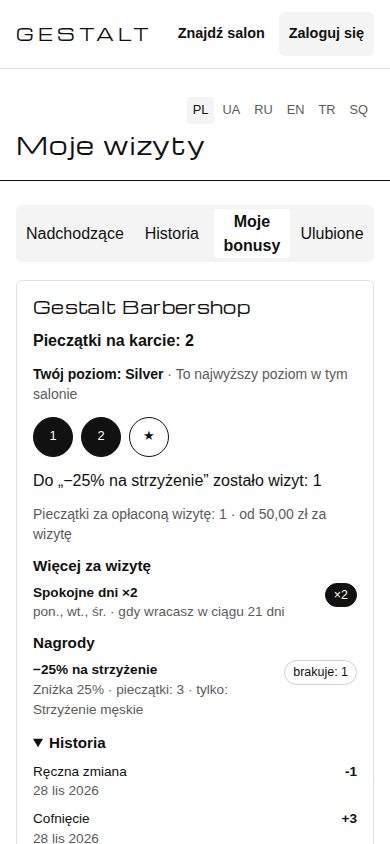 GESTALT
Znajdź salon
Zaloguj się
PL UA RU EN TR SQ
Moje wizyty
Nadchodzące
Historia
Moje
bonusy
Ulubione
Gestalt Barbershop
Pieczątki na karcie: 2
Twój poziom: Silver · To najwyższy poziom w tym
salonie
1 2 ★
Do „−25% na strzyżenie” zostało wizyt: 1
Pieczątki za opłaconą wizytę: 1 · od 50,00 zł za
wizytę
Więcej za wizytę
Spokojne dni ×2
×2
pon., wt., śr. · gdy wracasz w ciągu 21 dni
Nagrody
−25% na strzyżenie
brakuje: 1
Zniżka 25% · pieczątki: 3 · tylko:
Strzyżenie męskie
▼ Historia
Ręczna zmiana -1
28 lis 2026
Cofnięcie +3
28 lis 2026